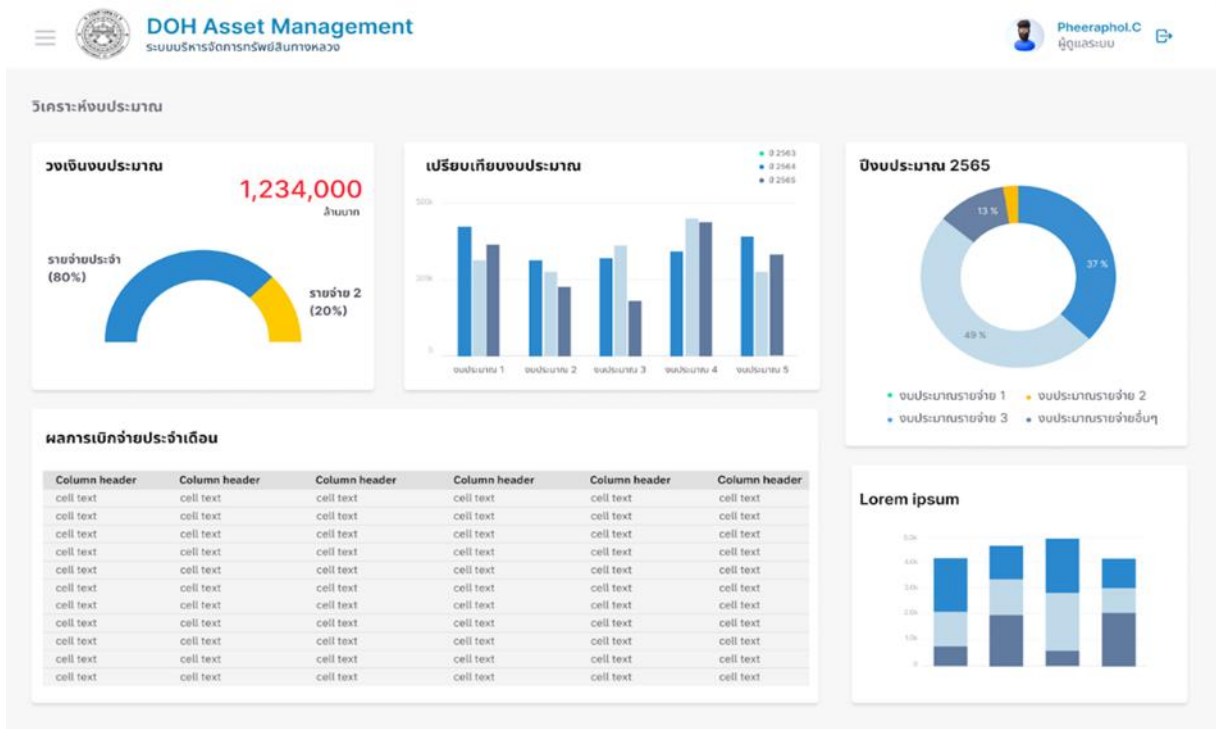 DOH Asset Management
ระบบบริหารจัดการทรัพย์สินทางหลวง
Pheeraphol.C
ผู้ดูแลระบบ
วิเคราะห์งบประมาณ
วงเงินงบประมาณ
1,234,000
ล้านบาท
รายจ่ายประจำ
(80%)
รายจ่าย 2
(20%)
เปรียบเทียบงบประมาณ
ปี 2563
ปี 2564
ปี 2565
0
งบประมาณ 1 งบประมาณ 2 งบประมาณ 3 งบประมาณ 4 งบประมาณ 5
ปีงบประมาณ 2565
13 %
37 %
49 %
งบประมาณรายจ่าย 1 งบประมาณรายจ่าย 2
งบประมาณรายจ่าย 3 งบประมาณรายจ่ายอื่นๆ
ผลการเบิกจ่ายประจำเดือน
Column header Column header Column header Column header Column header Column header
cell text cell text cell text cell text cell text cell text
cell text cell text cell text cell text cell text cell text
cell text cell text cell text cell text cell text cell text
cell text cell text cell text cell text cell text cell text
cell text cell text cell text cell text cell text cell text
cell text cell text cell text cell text cell text cell text
cell text cell text cell text cell text cell text cell text
cell text cell text cell text cell text cell text cell text
cell text cell text cell text cell text cell text cell text
cell text cell text cell text cell text cell text cell text
cell text cell text cell text cell text cell text cell text
Lorem ipsum
5.0k
4.0k
3.0k
2.0k
1.0k
0